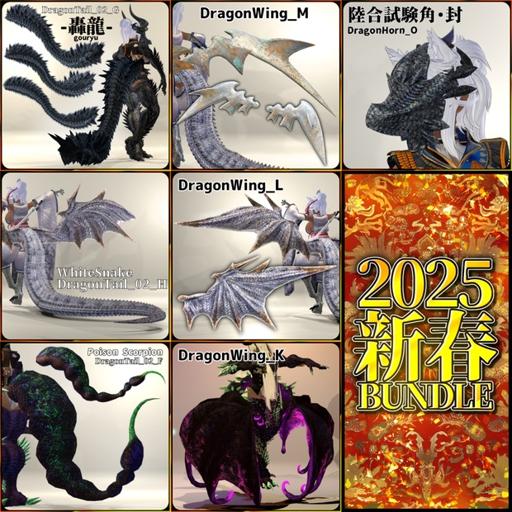 DragonTail_02_G
-轟龍-
gouryu
DragonWing_M
陸合試験角・封
DragonHorn_O
WhiteSnake
DragonTail_02_H
DragonWing_L
2025
新春
BUNDLE
Poison Scorpion
DragonTail_02_F
DragonWing_K